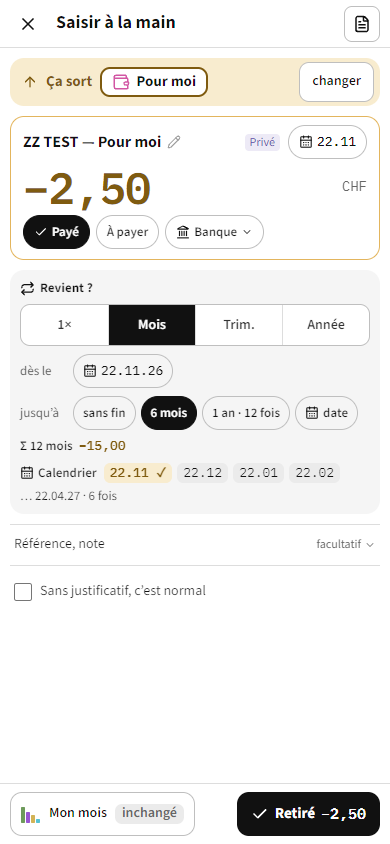 Saisir à la main
Ça sort Pour moi changer
ZZ TEST — Pour moi Privé 22.11
−2,50 CHF
Payé À payer Banque
Revient ?
1× Mois Trim. Année
dès le 22.11.26
jusqu'à sans fin 6 mois 1 an · 12 fois date
Σ 12 mois −15,00
Calendrier 22.11 ✓ 22.12 22.01 22.02
… 22.04.27 · 6 fois
Référence, note facultatif
Sans justificatif, c'est normal
Mon mois inchangé Retiré −2,50